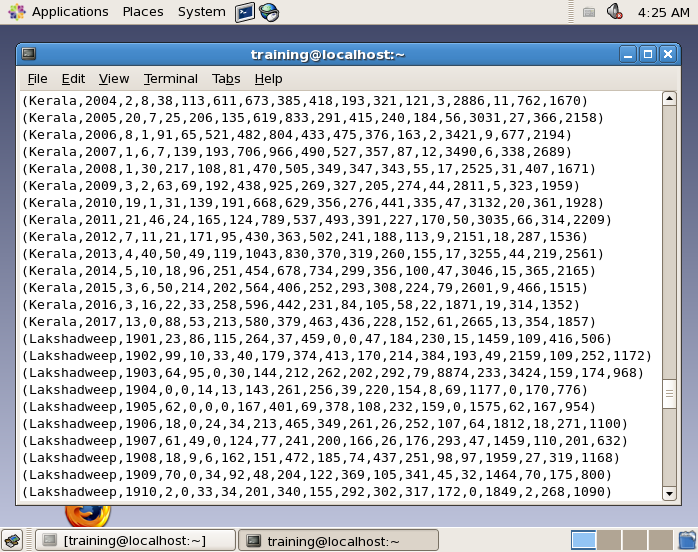 Applications Places System 4:25 AM
training@localhost:~
File Edit View Terminal Tabs Help
(Kerala,2004,2,8,38,113,611,673,385,418,193,321,121,3,2886,11,762,1670)
(Kerala,2005,20,7,25,206,135,619,833,291,415,240,184,56,3031,27,366,2158)
(Kerala,2006,8,1,91,65,521,482,804,433,475,376,163,2,3421,9,677,2194)
(Kerala,2007,1,6,7,139,193,706,966,490,527,357,87,12,3490,6,338,2689)
(Kerala,2008,1,30,217,108,81,470,505,349,347,343,55,17,2525,31,407,1671)
(Kerala,2009,3,2,63,69,192,438,925,269,327,205,274,44,2811,5,323,1959)
(Kerala,2010,19,1,31,139,191,668,629,356,276,441,335,47,3132,20,361,1928)
(Kerala,2011,21,46,24,165,124,789,537,493,391,227,170,50,3035,66,314,2209)
(Kerala,2012,7,11,21,171,95,430,363,502,241,188,113,9,2151,18,287,1536)
(Kerala,2013,4,40,50,49,119,1043,830,370,319,260,155,17,3255,44,219,2561)
(Kerala,2014,5,10,18,96,251,454,678,734,299,356,100,47,3046,15,365,2165)
(Kerala,2015,3,6,50,214,202,564,406,252,293,308,224,79,2601,9,466,1515)
(Kerala,2016,3,16,22,33,258,596,442,231,84,105,58,22,1871,19,314,1352)
(Kerala,2017,13,0,88,53,213,580,379,463,436,228,152,61,2665,13,354,1857)
(Lakshadweep,1901,23,86,115,264,37,459,0,0,47,184,230,15,1459,109,416,506)
(Lakshadweep,1902,99,10,33,40,179,374,413,170,214,384,193,49,2159,109,252,1172)
(Lakshadweep,1903,64,95,0,30,144,212,262,202,292,79,8874,233,3424,159,174,968)
(Lakshadweep,1904,0,0,14,13,143,261,256,39,220,154,8,69,1177,0,170,776)
(Lakshadweep,1905,62,0,0,0,167,401,69,378,108,232,159,0,1575,62,167,954)
(Lakshadweep,1906,18,0,24,34,213,465,349,261,26,252,107,64,1812,18,271,1100)
(Lakshadweep,1907,61,49,0,124,77,241,200,166,26,176,293,47,1459,110,201,632)
(Lakshadweep,1908,18,9,6,162,151,472,185,74,437,251,98,97,1959,27,319,1168)
(Lakshadweep,1909,70,0,34,92,48,204,122,369,105,341,45,32,1464,70,175,800)
(Lakshadweep,1910,2,0,33,34,201,340,155,292,302,317,172,0,1849,2,268,1090)
[training@localhost:~] training@localhost:~